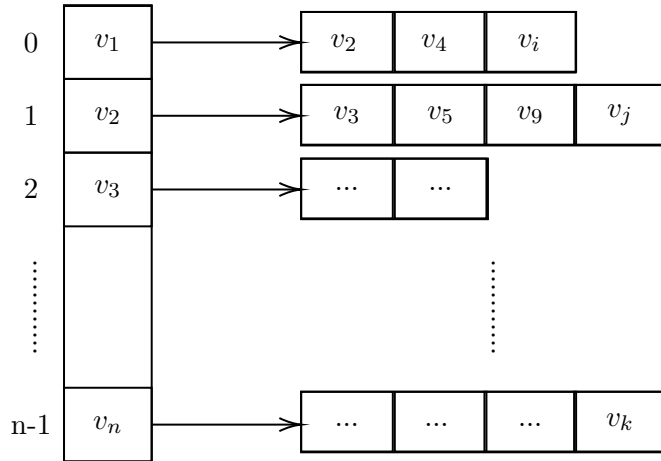 0 v₁ v₂ v₄ vᵢ
1 v₂ v₃ v₅ v₉ vⱼ
2 v₃ ... ...
n-1 vₙ ... ... ... vₖ